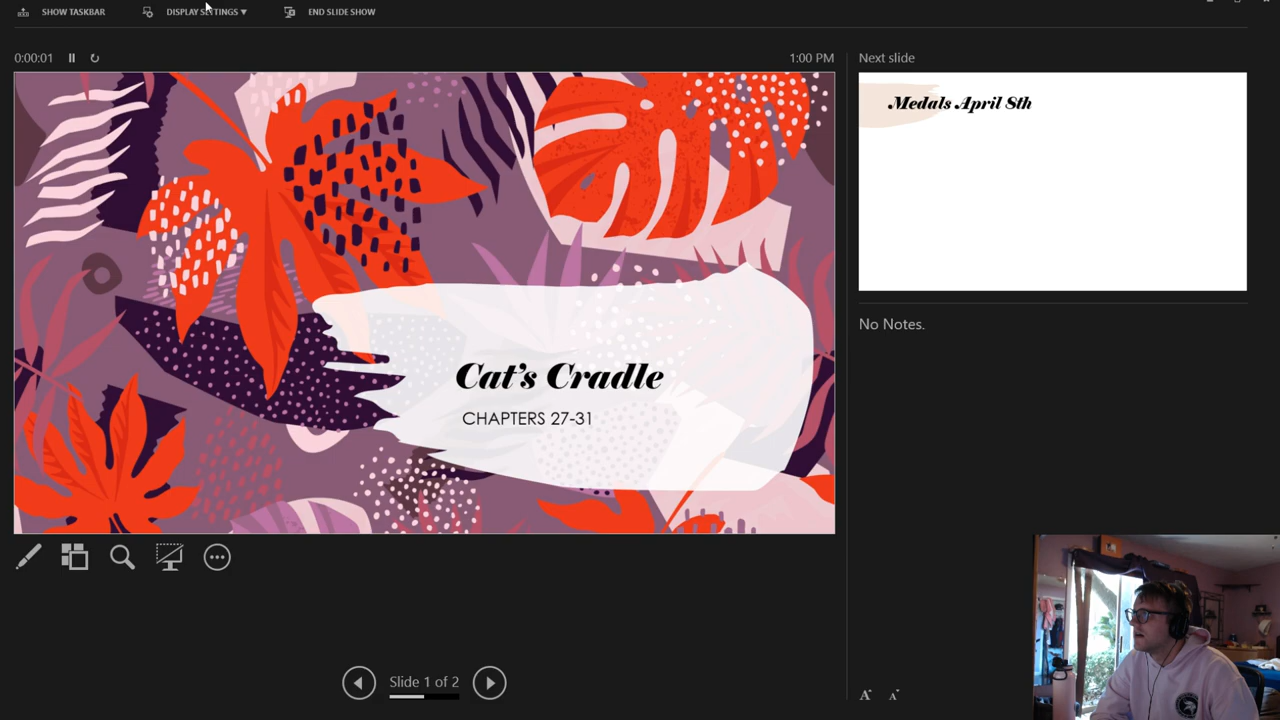 SHOW TASKBAR
DISPLAY SETTINGS ▾
END SLIDE SHOW
0:00:01
1:00 PM
Next slide
Medals April 8th
No Notes.
Cat's Cradle
CHAPTERS 27-31
Slide 1 of 2
A A